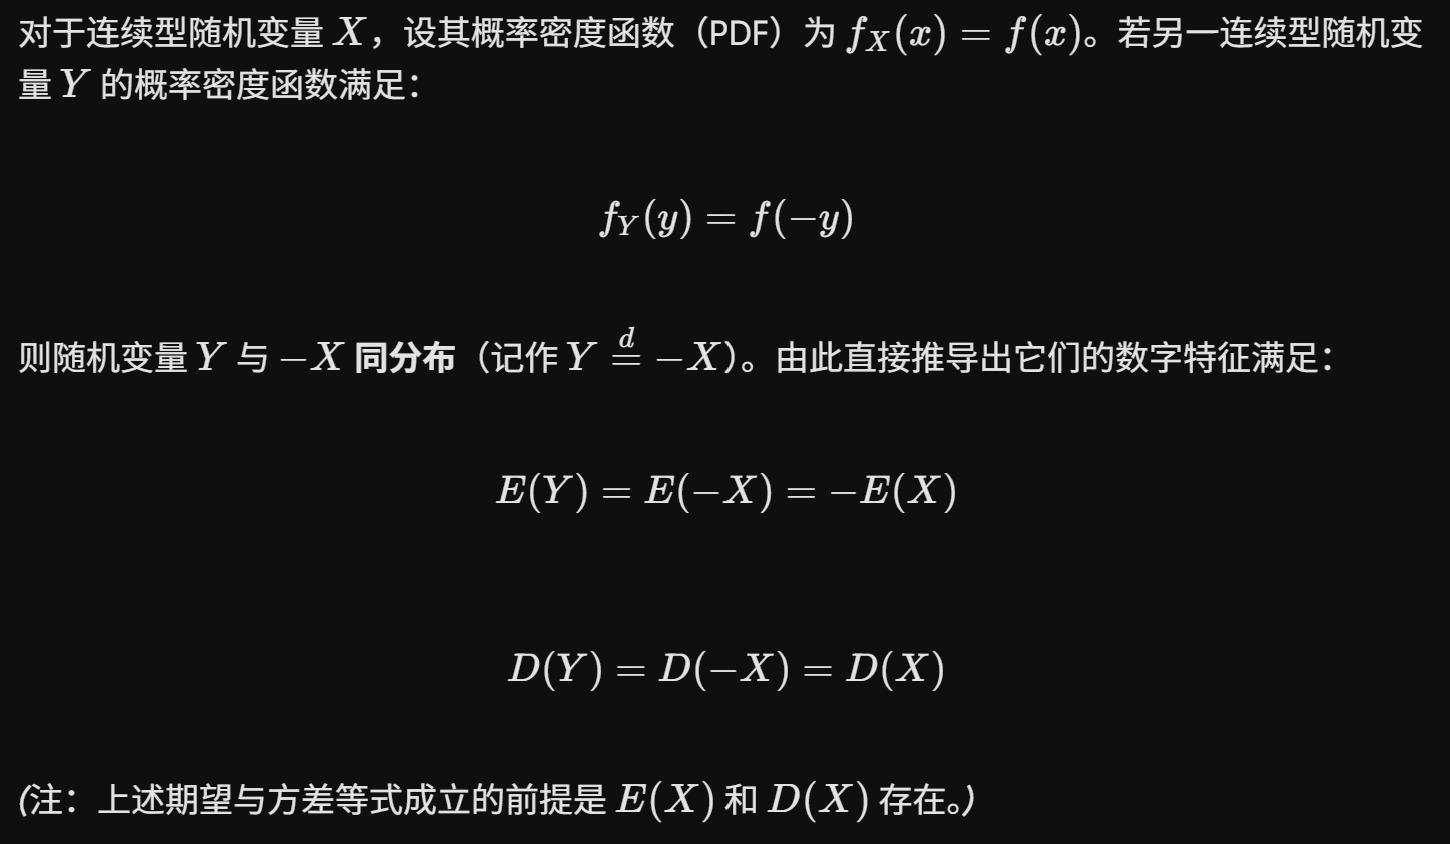 对于连续型随机变量 X，设其概率密度函数（PDF）为 f_X(x) = f(x)。若另一连续型随机变
量 Y 的概率密度函数满足：
f_Y(y) = f(−y)
则随机变量 Y 与 −X 同分布（记作 Y \overset{d}{=} −X）。由此直接推导出它们的数字特征满足：
E(Y) = E(−X) = −E(X)
D(Y) = D(−X) = D(X)
(注：上述期望与方差等式成立的前提是 E(X) 和 D(X) 存在。)